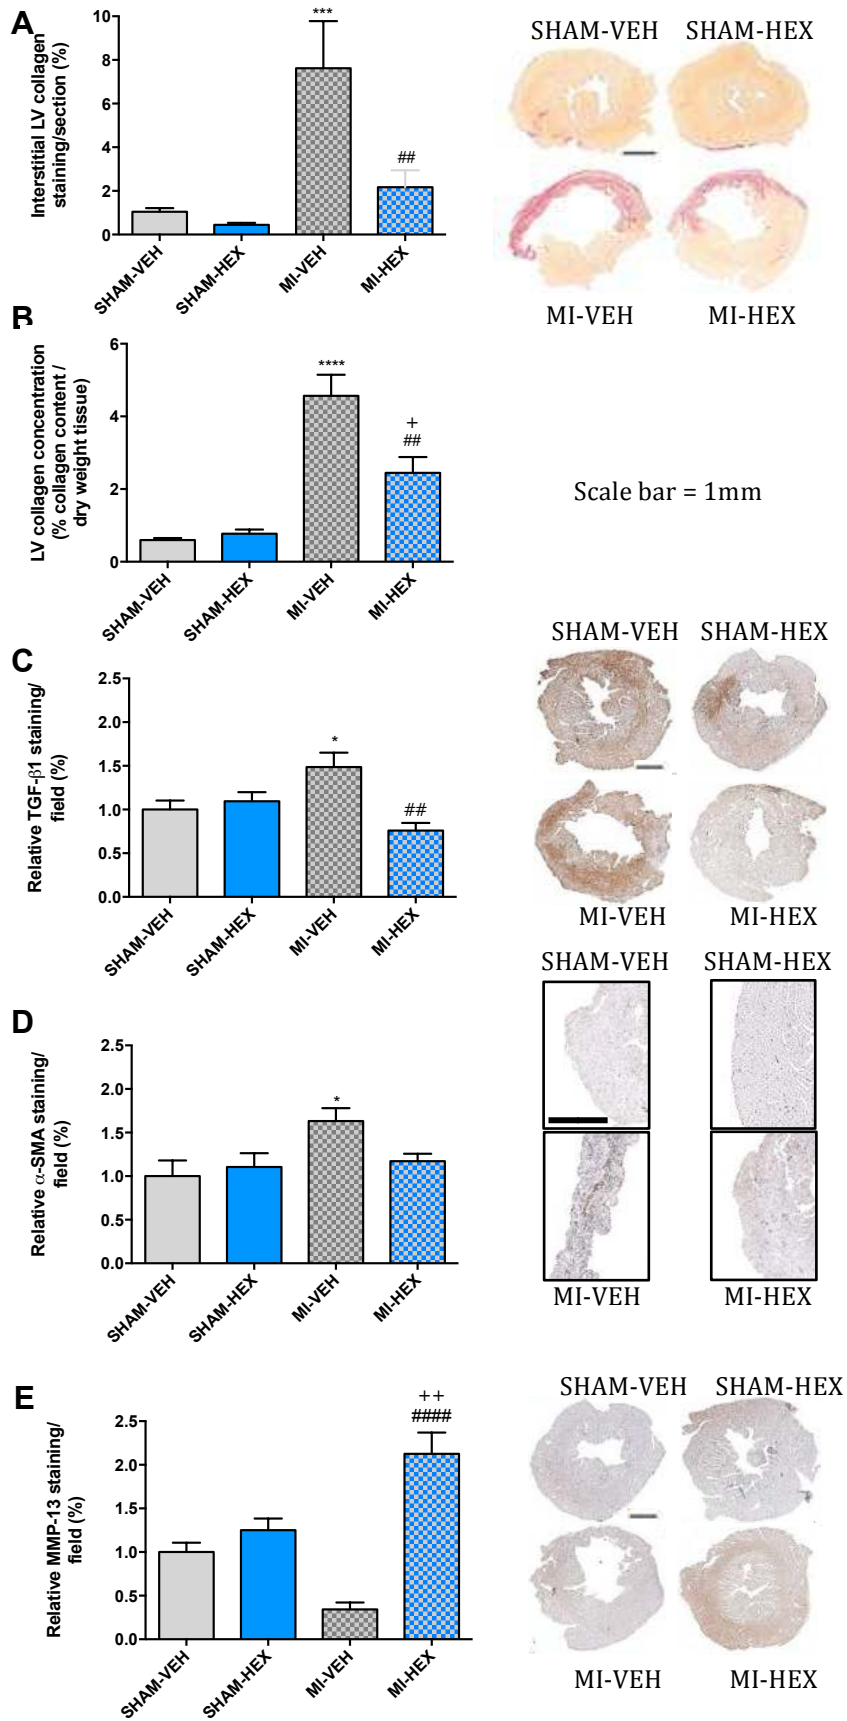 A
Interstitial LV collagen
staining/section (%)
10
8
6
4
2
0
***
##
SHAM-VEH
SHAM-HEX
MI-VEH
MI-HEX
SHAM-VEH SHAM-HEX
MI-VEH MI-HEX
B
LV collagen concentration
(% collagen content /
dry weight tissue)
6
4
2
0
****
+
##
SHAM-VEH
SHAM-HEX
MI-VEH
MI-HEX
Scale bar = 1mm
C
Relative TGF-β1 staining/
field (%)
2.5
2.0
1.5
1.0
0.5
0.0
*
##
SHAM-VEH
SHAM-HEX
MI-VEH
MI-HEX
SHAM-VEH SHAM-HEX
MI-VEH MI-HEX
D
Relative α-SMA staining/
field (%)
2.5
2.0
1.5
1.0
0.5
0.0
*
SHAM-VEH
SHAM-HEX
MI-VEH
MI-HEX
SHAM-VEH SHAM-HEX
MI-VEH MI-HEX
E
Relative MMP-13 staining/
field (%)
2.5
2.0
1.5
1.0
0.5
0.0
++
####
SHAM-VEH
SHAM-HEX
MI-VEH
MI-HEX
SHAM-VEH SHAM-HEX
MI-VEH MI-HEX